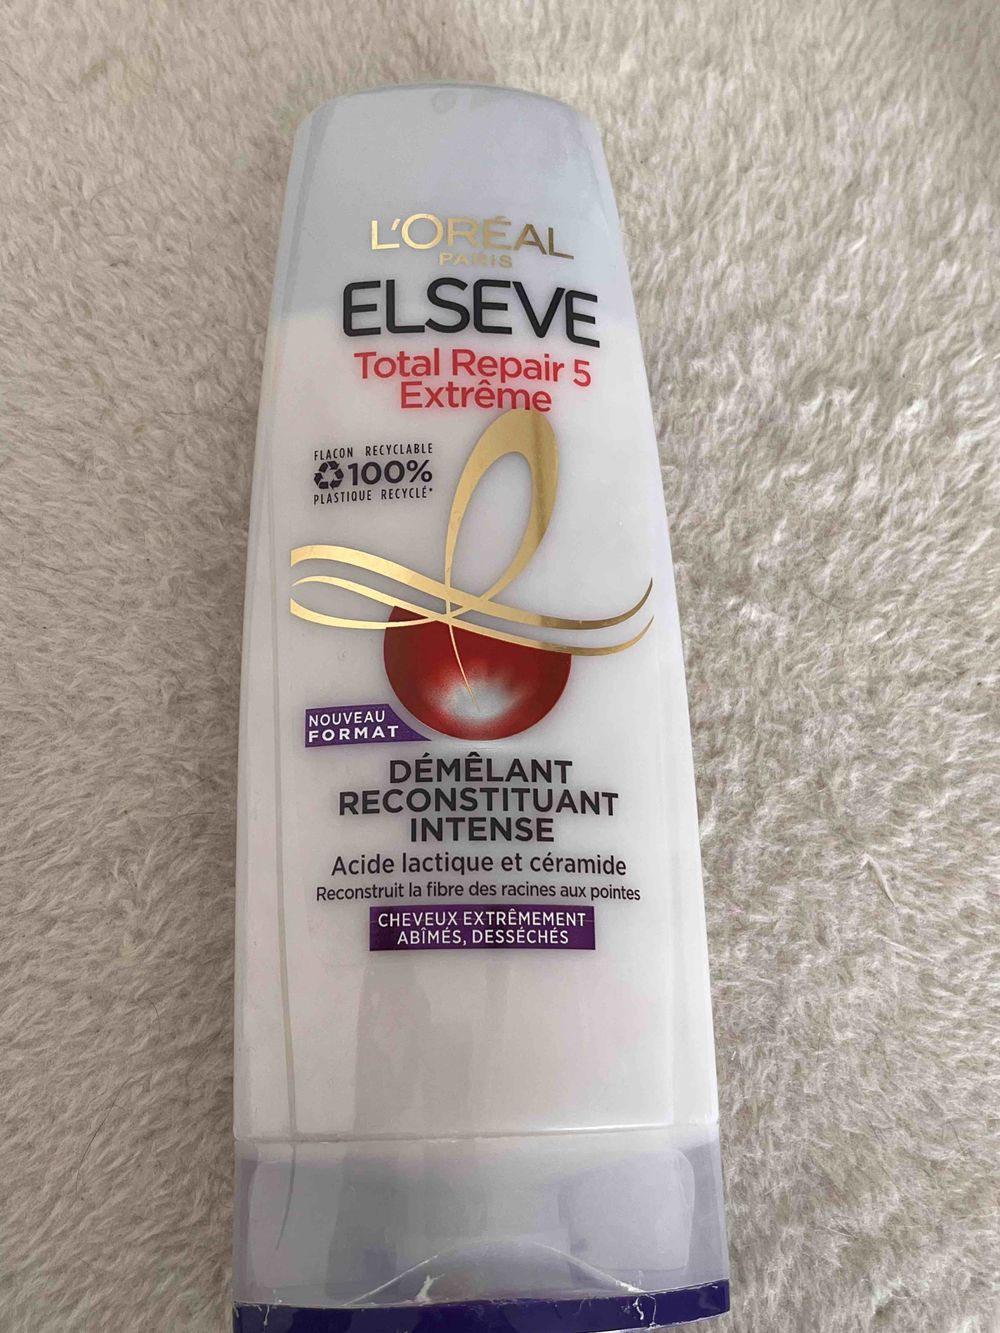 L'ORÉAL
PARIS
ELSEVE
Total Repair 5
Extrême
FLACON RECYCLABLE
100%
PLASTIQUE RECYCLÉ*
NOUVEAU
FORMAT
DÉMÊLANT
RECONSTITUANT
INTENSE
Acide lactique et céramide
Reconstruit la fibre des racines aux pointes
CHEVEUX EXTRÊMEMENT
ABÎMÉS, DESSÉCHÉS